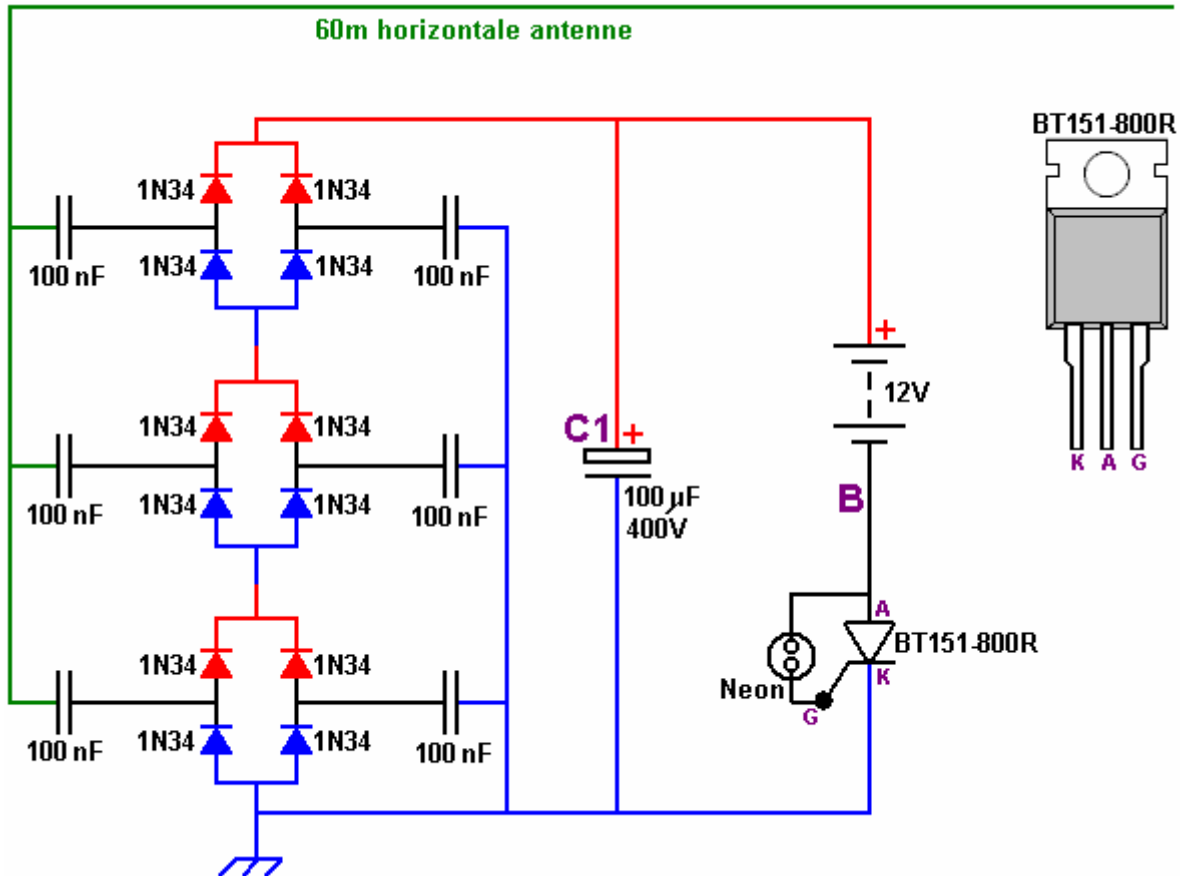 60m horizontale antenne
BT151-800R
1N34
1N34
1N34
1N34
100 nF
100 nF
1N34
1N34
1N34
1N34
100 nF
100 nF
1N34
1N34
1N34
1N34
100 nF
100 nF
C1
+
100 µF
400V
+
12V
B
A
BT151-800R
K
Neon
G
K A G